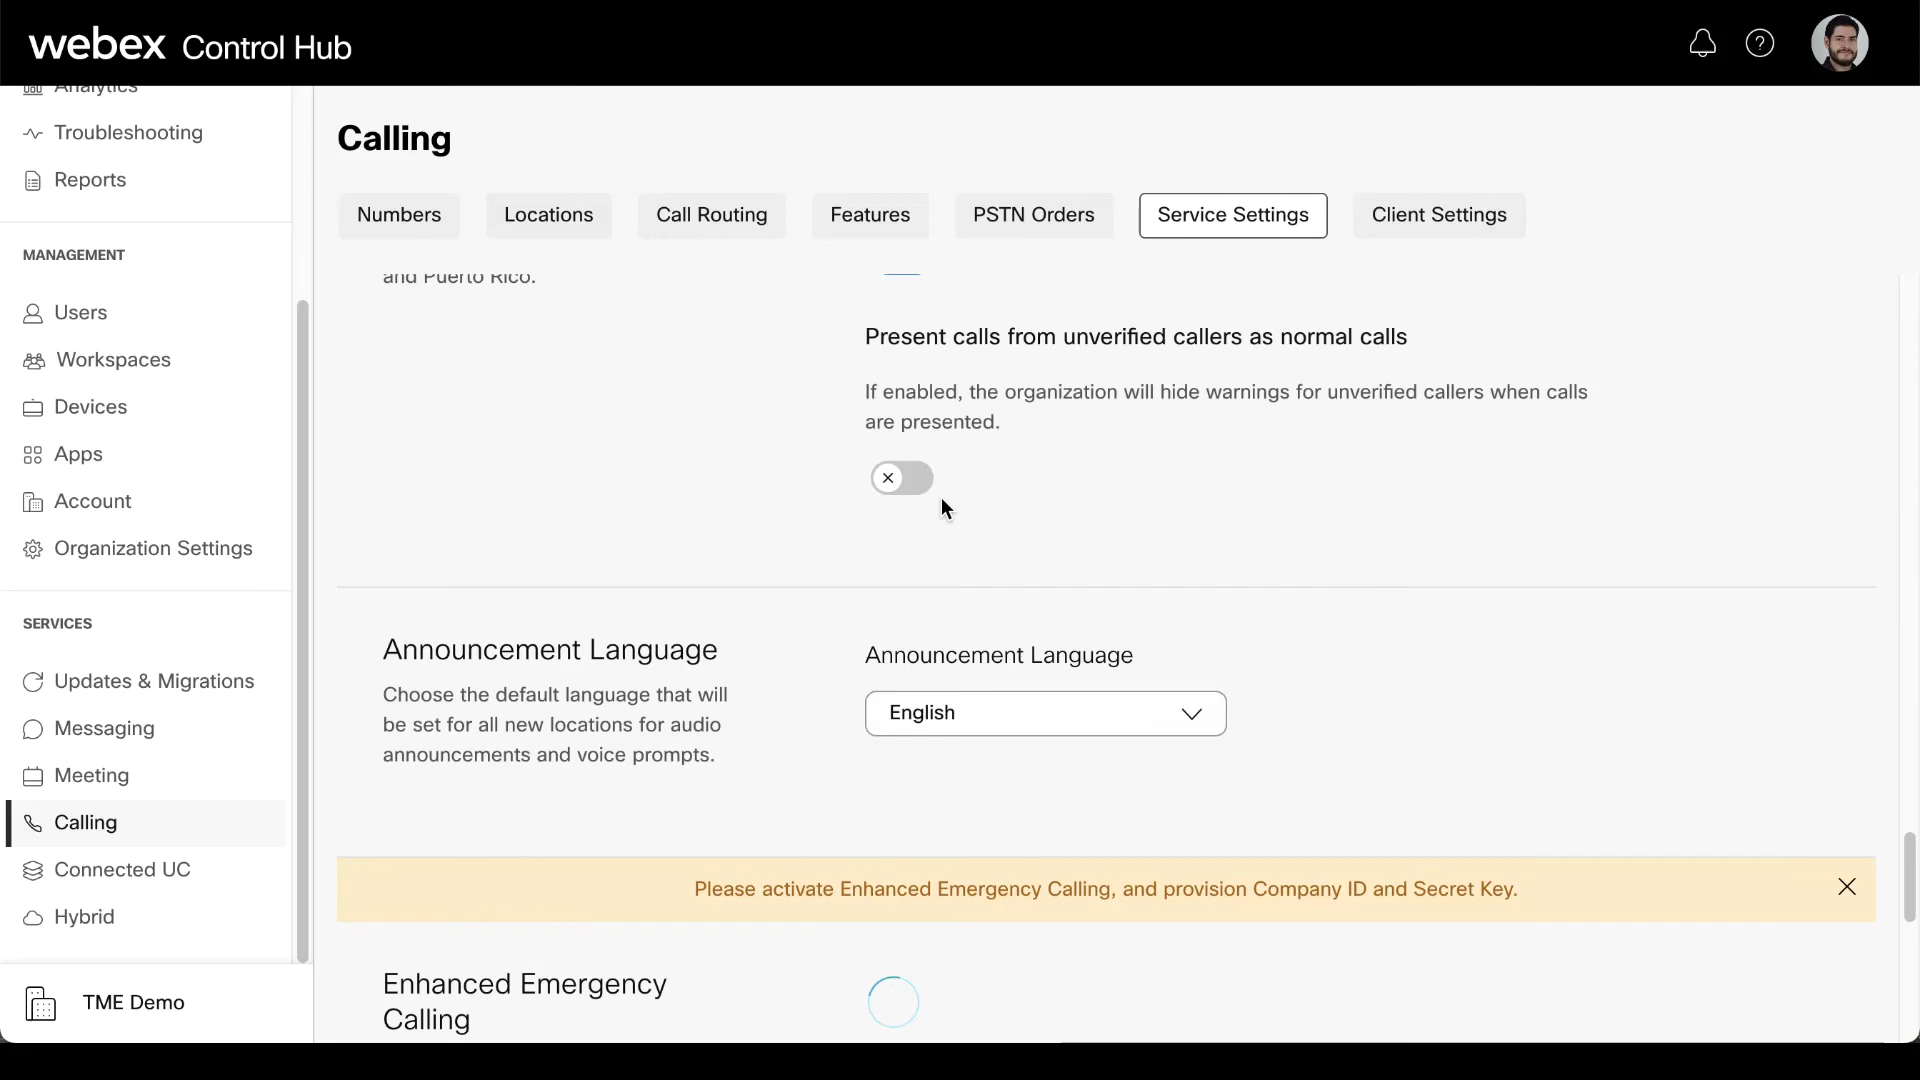 webex Control Hub
Analytics
Troubleshooting
Reports
MANAGEMENT
Users
Workspaces
Devices
Apps
Account
Organization Settings
SERVICES
Updates & Migrations
Messaging
Meeting
Calling
Connected UC
Hybrid
TME Demo
Calling
Numbers
Locations
Call Routing
Features
PSTN Orders
Service Settings
Client Settings
and Puerto Rico.
Present calls from unverified callers as normal calls
If enabled, the organization will hide warnings for unverified callers when calls
are presented.
Announcement Language
Choose the default language that will
be set for all new locations for audio
announcements and voice prompts.
Announcement Language
English
Please activate Enhanced Emergency Calling, and provision Company ID and Secret Key.
Enhanced Emergency
Calling